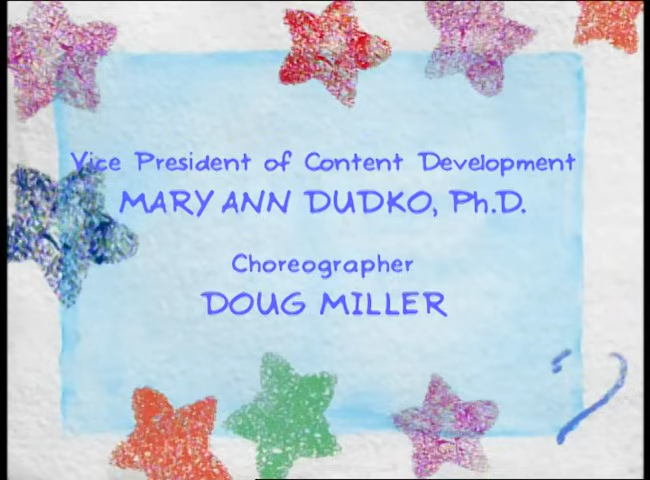 Vice President of Content Development
MARY ANN DUDKO, Ph.D.
Choreographer
DOUG MILLER